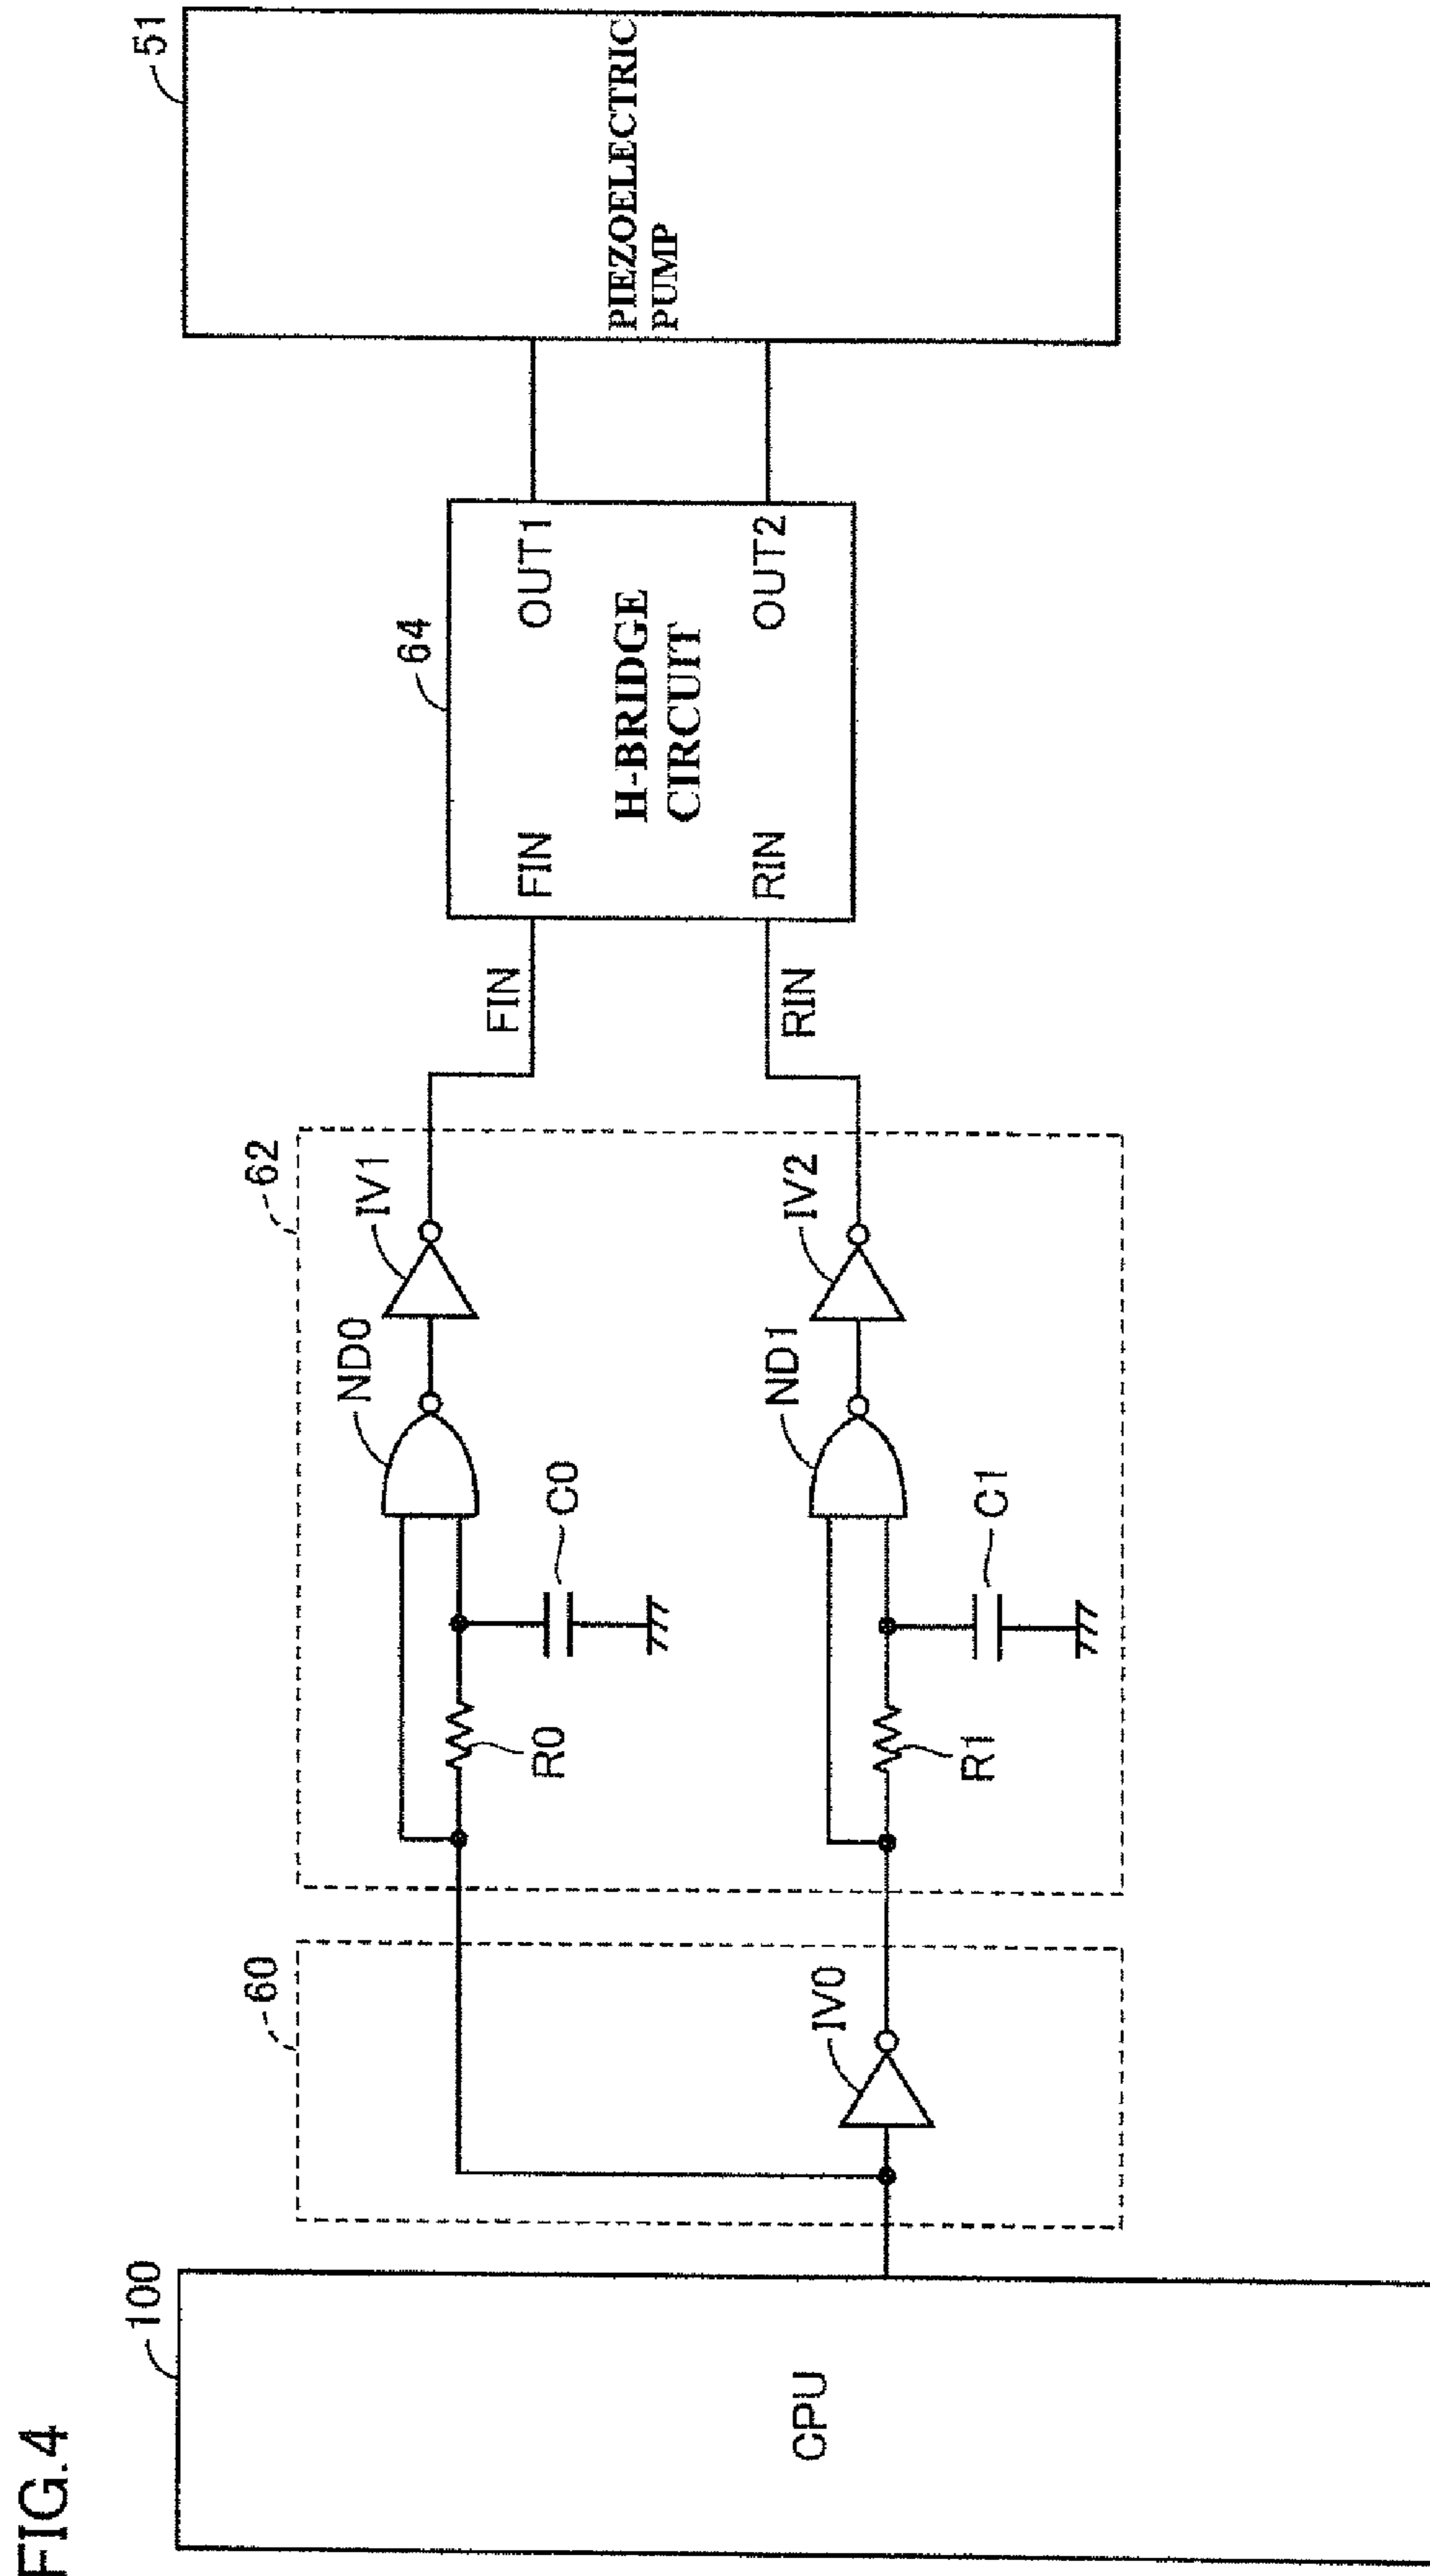 FIG.4
100
CPU
60
IV0
62
R0
C0
ND0
IV1
R1
C1
ND1
IV2
FIN
RIN
64
FIN
OUT1
H-BRIDGE
CIRCUIT
RIN
OUT2
51
PIEZOELECTRIC
PUMP